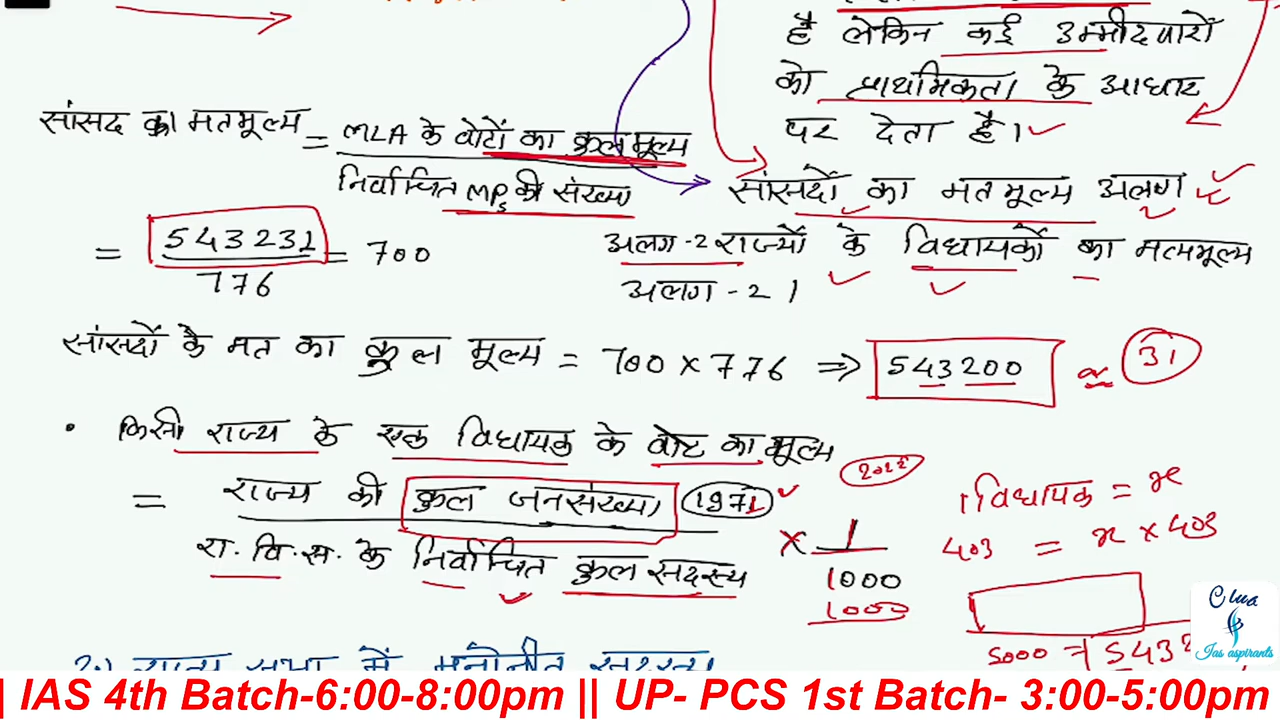 है लेकिन कई उम्मीदवारों
को प्राथमिकता के आधार
पर देता है।
सांसद का मतमूल्य = MLA के वोटों का कुल मूल्य
निर्वाचित MPs की संख्या
सांसदों का मतमूल्य अलग
= 543231 = 700
776
अलग-2 राज्यों के विधायकों का मतमूल्य
अलग-2।
सांसदों के मत का कुल मूल्य = 700 × 776 ⇒ 543200 ≈ 31
• किसी राज्य के एक विधायक के वोट का मूल्य
= राज्य की कुल जनसंख्या (1971)
रा. वि. स. के निर्वाचित कुल सदस्य
× 1
1000
1000
1 विधायक = x
403 = x × 403
5000 = 5432
Clua
Ias aspirants
| IAS 4th Batch-6:00-8:00pm || UP- PCS 1st Batch- 3:00-5:00pm